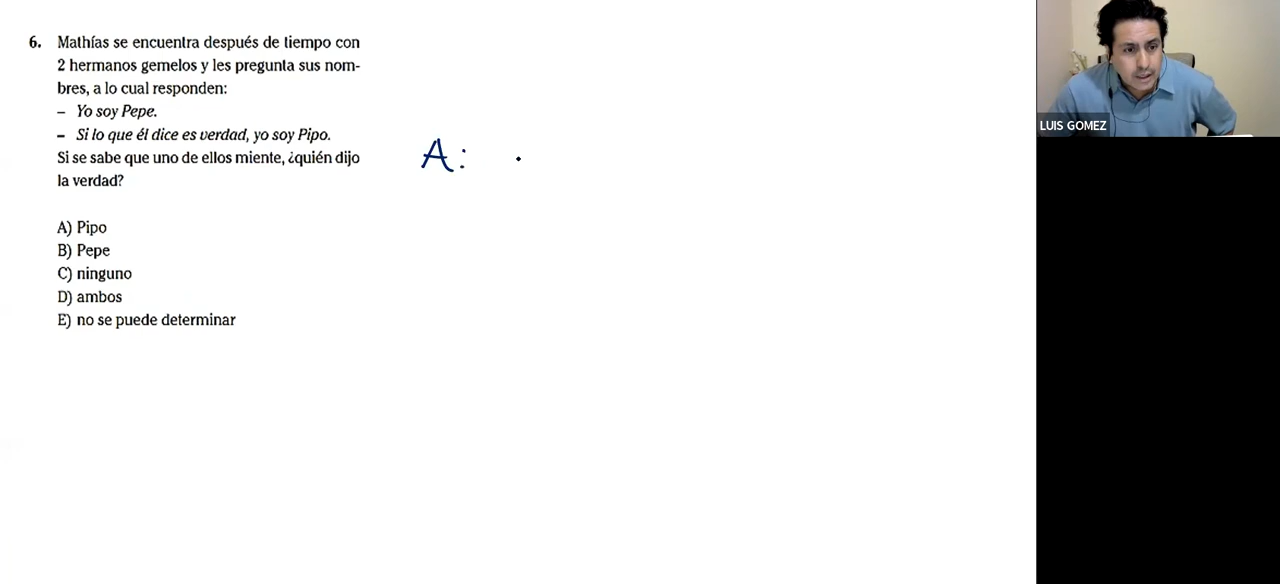 6. Mathías se encuentra después de tiempo con
2 hermanos gemelos y les pregunta sus nom-
bres, a lo cual responden:
– Yo soy Pepe.
– Si lo que él dice es verdad, yo soy Pipo.
Si se sabe que uno de ellos miente, ¿quién dijo
la verdad?
A) Pipo
B) Pepe
C) ninguno
D) ambos
E) no se puede determinar
A:
LUIS GOMEZ